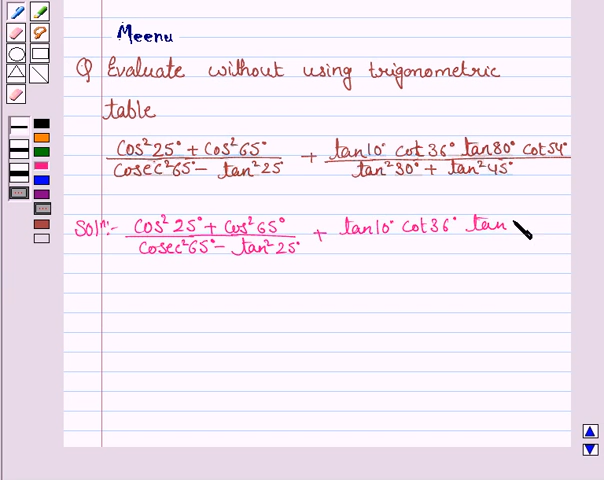 Meenu
Q Evaluate without using trigonometric
table
cos²25° + cos²65° / cosec²65° - tan²25° + tan10° cot36° tan80° cot54° / tan²30° + tan²45°
Solⁿ:- cos²25° + cos²65° / cosec²65° - tan²25° + tan10° cot36° tan